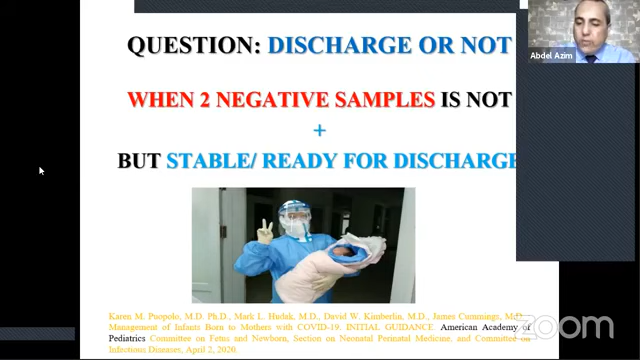 QUESTION: DISCHARGE OR NOT
WHEN 2 NEGATIVE SAMPLES IS NOT
+
BUT STABLE/ READY FOR DISCHARGE
Karen M. Puopolo, M.D. Ph.D., Mark L. Hudak, M.D., David W. Kimberlin, M.D., James Cummings, M.D.
Management of Infants Born to Mothers with COVID-19. INITIAL GUIDANCE. American Academy of
Pediatrics Committee on Fetus and Newborn, Section on Neonatal Perinatal Medicine, and Committee on
Infectious Diseases, April 2, 2020.
Abdel Azim
zoom